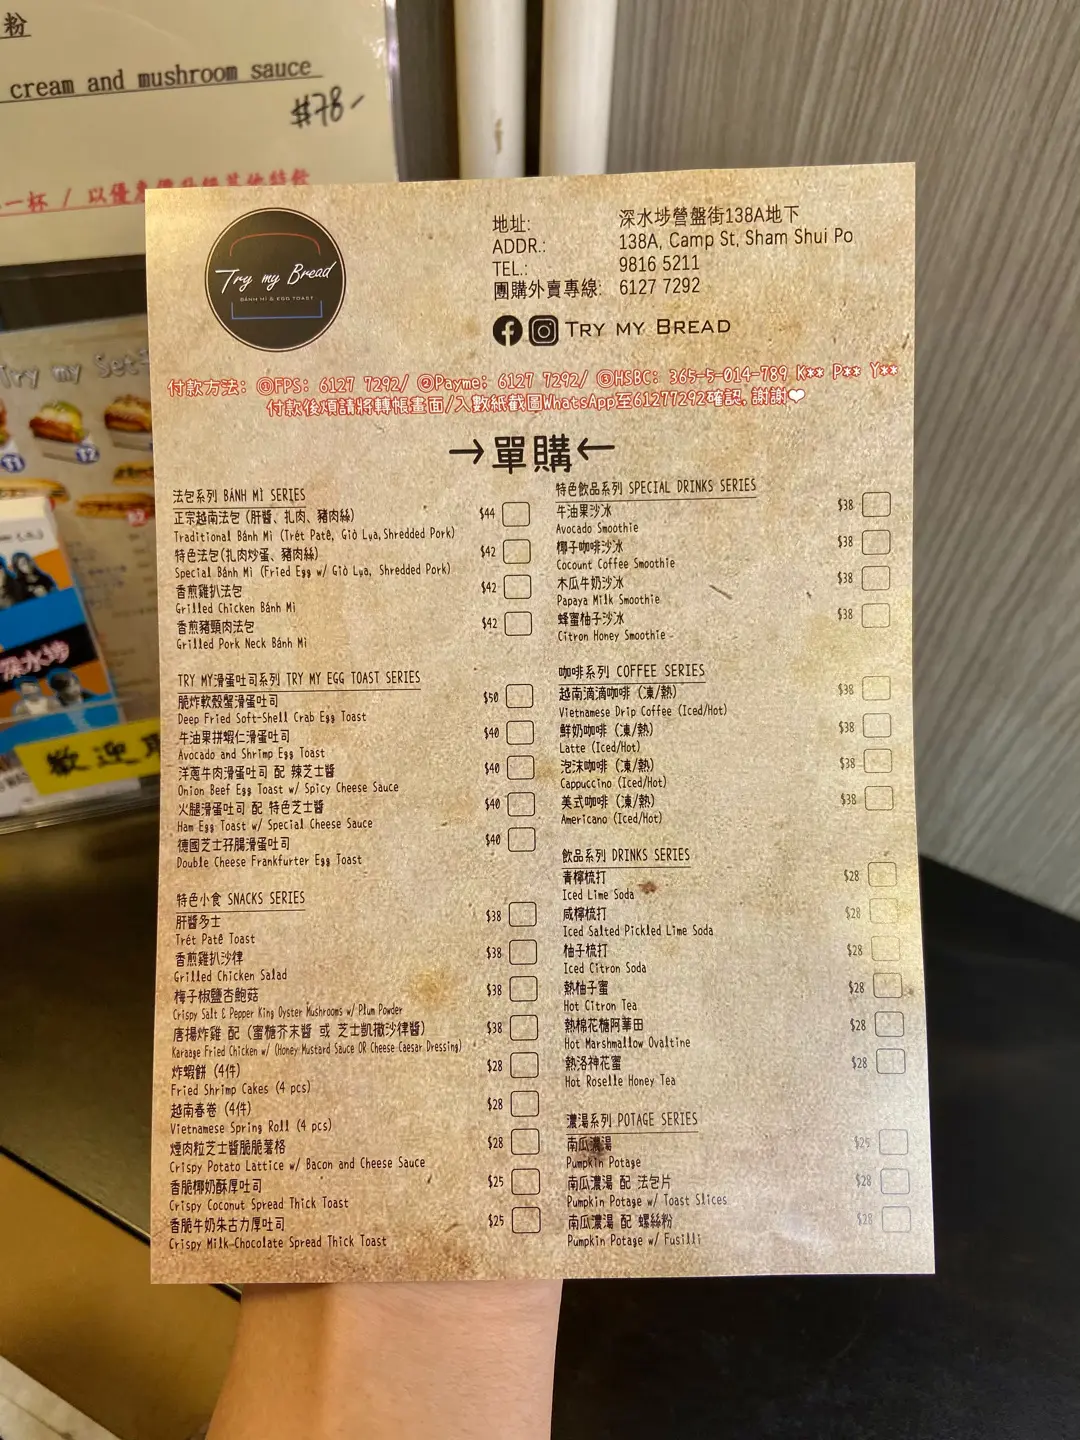 粉
cream and mushroom sauce
$78-
一杯 / 以優惠價升級其他特飲
Try my Set
T1
T2
歡迎
Try my Bread
BÁNH MÌ & EGG TOAST
地址: 深水埗營盤街138A地下
ADDR.: 138A, Camp St, Sham Shui Po
TEL.: 9816 5211
團購外賣專線: 6127 7292
TRY MY BREAD
付款方法: ①FPS: 6127 7292/ ②Payme: 6127 7292/ ③HSBC: 365-5-014-789 K** P** Y**
付款後煩請將轉帳畫面/入數紙截圖WhatsApp至61277292確認,謝謝❤
→單購←
法包系列 BÁNH MÌ SERIES
正宗越南法包 (肝醬、扎肉、豬肉絲) $44
Traditional Bánh Mì (Trét Patê, Giò Lụa, Shredded Pork)
特色法包(扎肉炒蛋、豬肉絲) $42
Special Bánh Mì (Fried Egg w/ Giò Lụa, Shredded Pork)
香煎雞扒法包 $42
Grilled Chicken Bánh Mì
香煎豬頸肉法包 $42
Grilled Pork Neck Bánh Mì
TRY MY滑蛋吐司系列 TRY MY EGG TOAST SERIES
脆炸軟殼蟹滑蛋吐司 $50
Deep Fried Soft-Shell Crab Egg Toast
牛油果拼蝦仁滑蛋吐司 $40
Avocado and Shrimp Egg Toast
洋蔥牛肉滑蛋吐司 配 辣芝士醬 $40
Onion Beef Egg Toast w/ Spicy Cheese Sauce
火腿滑蛋吐司 配 特色芝士醬 $40
Ham Egg Toast w/ Special Cheese Sauce
德國芝士孖腸滑蛋吐司 $40
Double Cheese Frankfurter Egg Toast
特色小食 SNACKS SERIES
肝醬多士 $38
Trét Patê Toast
香煎雞扒沙律 $38
Grilled Chicken Salad
梅子椒鹽杏鮑菇 $38
Crispy Salt & Pepper King Oyster Mushrooms w/ Plum Powder
唐揚炸雞 配 (蜜糖芥末醬 或 芝士凱撒沙律醬) $38
Karaage Fried Chicken w/ (Honey Mustard Sauce OR Cheese Caesar Dressing)
炸蝦餅 (4件) $28
Fried Shrimp Cakes (4 pcs)
越南春卷 (4件) $28
Vietnamese Spring Roll (4 pcs)
煙肉粒芝士醬脆脆薯格 $28
Crispy Potato Lattice w/ Bacon and Cheese Sauce
香脆椰奶酥厚吐司 $25
Crispy Coconut Spread Thick Toast
香脆牛奶朱古力厚吐司 $25
Crispy Milk-Chocolate Spread Thick Toast
特色飲品系列 SPECIAL DRINKS SERIES
牛油果沙冰 $38
Avocado Smoothie
椰子咖啡沙冰 $38
Cocount Coffee Smoothie
木瓜牛奶沙冰 $38
Papaya Milk Smoothie
蜂蜜柚子沙冰 $38
Citron Honey Smoothie
咖啡系列 COFFEE SERIES
越南滴滴咖啡 (凍/熱) $38
Vietnamese Drip Coffee (Iced/Hot)
鮮奶咖啡 (凍/熱) $38
Latte (Iced/Hot)
泡沫咖啡 (凍/熱) $38
Cappuccino (Iced/Hot)
美式咖啡 (凍/熱) $38
Americano (Iced/Hot)
飲品系列 DRINKS SERIES
青檸梳打 $28
Iced Lime Soda
咸檸梳打 $28
Iced Salted Pickled Lime Soda
柚子梳打 $28
Iced Citron Soda
熱柚子蜜 $28
Hot Citron Tea
熱棉花糖阿華田 $28
Hot Marshmallow Ovaltine
熱洛神花蜜 $28
Hot Roselle Honey Tea
濃湯系列 POTAGE SERIES
南瓜濃湯 $25
Pumpkin Potage
南瓜濃湯 配 法包片 $28
Pumpkin Potage w/ Toast Slices
南瓜濃湯 配 螺絲粉 $28
Pumpkin Potage w/ Fusilli